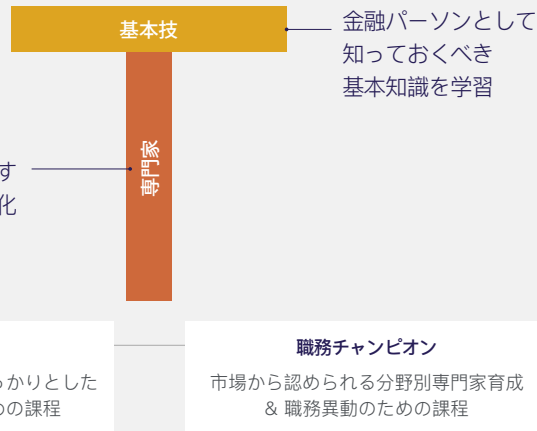 基本技
金融パーソンとして
知っておくべき
基本知識を学習
専門家
す
化
職務チャンピオン
かりとした
めの課程
市場から認められる分野別専門家育成
& 職務異動のための課程